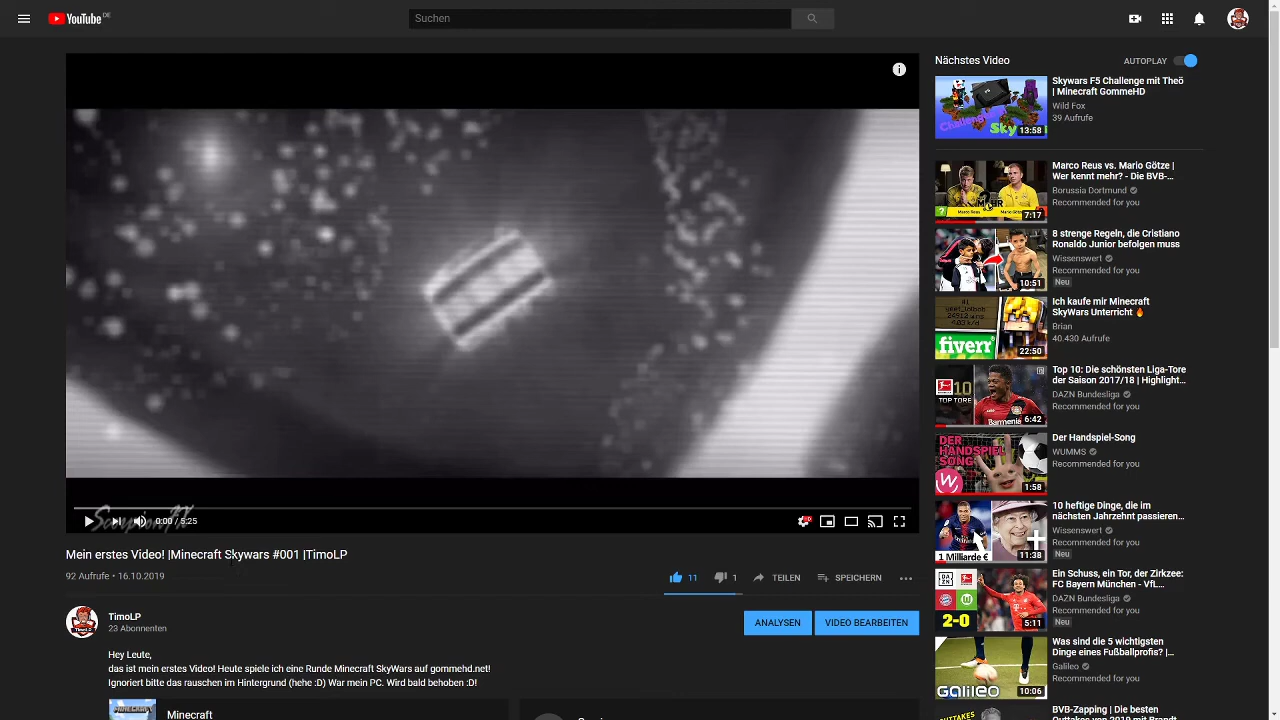 YouTube DE
Suchen
Mein erstes Video! |Minecraft Skywars #001 |TimoLP
0:00 / 5:25
92 Aufrufe • 16.10.2019
11
1
TEILEN
SPEICHERN
TimoLP
23 Abonnenten
ANALYSEN
VIDEO BEARBEITEN
Hey Leute,
das ist mein erstes Video! Heute spiele ich eine Runde Minecraft SkyWars auf gommehd.net!
Ignoriert bitte das rauschen im Hintergrund (hehe :D) War mein PC. Wird bald behoben :D!
Minecraft
Nächstes Video
AUTOPLAY
Skywars F5 Challenge mit Theö
| Minecraft GommeHD
Wild Fox
39 Aufrufe
13:58
Marco Reus vs. Mario Götze |
Wer kennt mehr? - Die BVB-...
Borussia Dortmund
Recommended for you
7:17
8 strenge Regeln, die Cristiano
Ronaldo Junior befolgen muss
Wissenswert
Recommended for you
Neu
10:51
Ich kaufe mir Minecraft
SkyWars Unterricht
Brian
40.430 Aufrufe
fiverr
22:50
Top 10: Die schönsten Liga-Tore
der Saison 2017/18 | Highlight...
DAZN Bundesliga
Recommended for you
10
TOP TORE
6:42
Der Handspiel-Song
WUMMS
Recommended for you
DER
HANDSPIEL
SONG
1:58
10 heftige Dinge, die im
nächsten Jahrzehnt passieren...
Wissenswert
Recommended for you
Neu
1 Milliarde €
11:38
Ein Schuss, ein Tor, der Zirkzee:
FC Bayern München - VfL...
DAZN Bundesliga
Recommended for you
Neu
2-0
5:11
Was sind die 5 wichtigsten
Dinge eines Fußballprofis? |...
Galileo
Recommended for you
Galileo
10:06
BVB-Zapping | Die besten